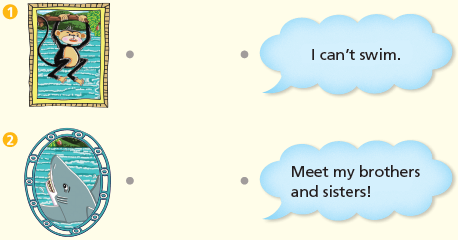 1
I can't swim.
2
Meet my brothers
and sisters!